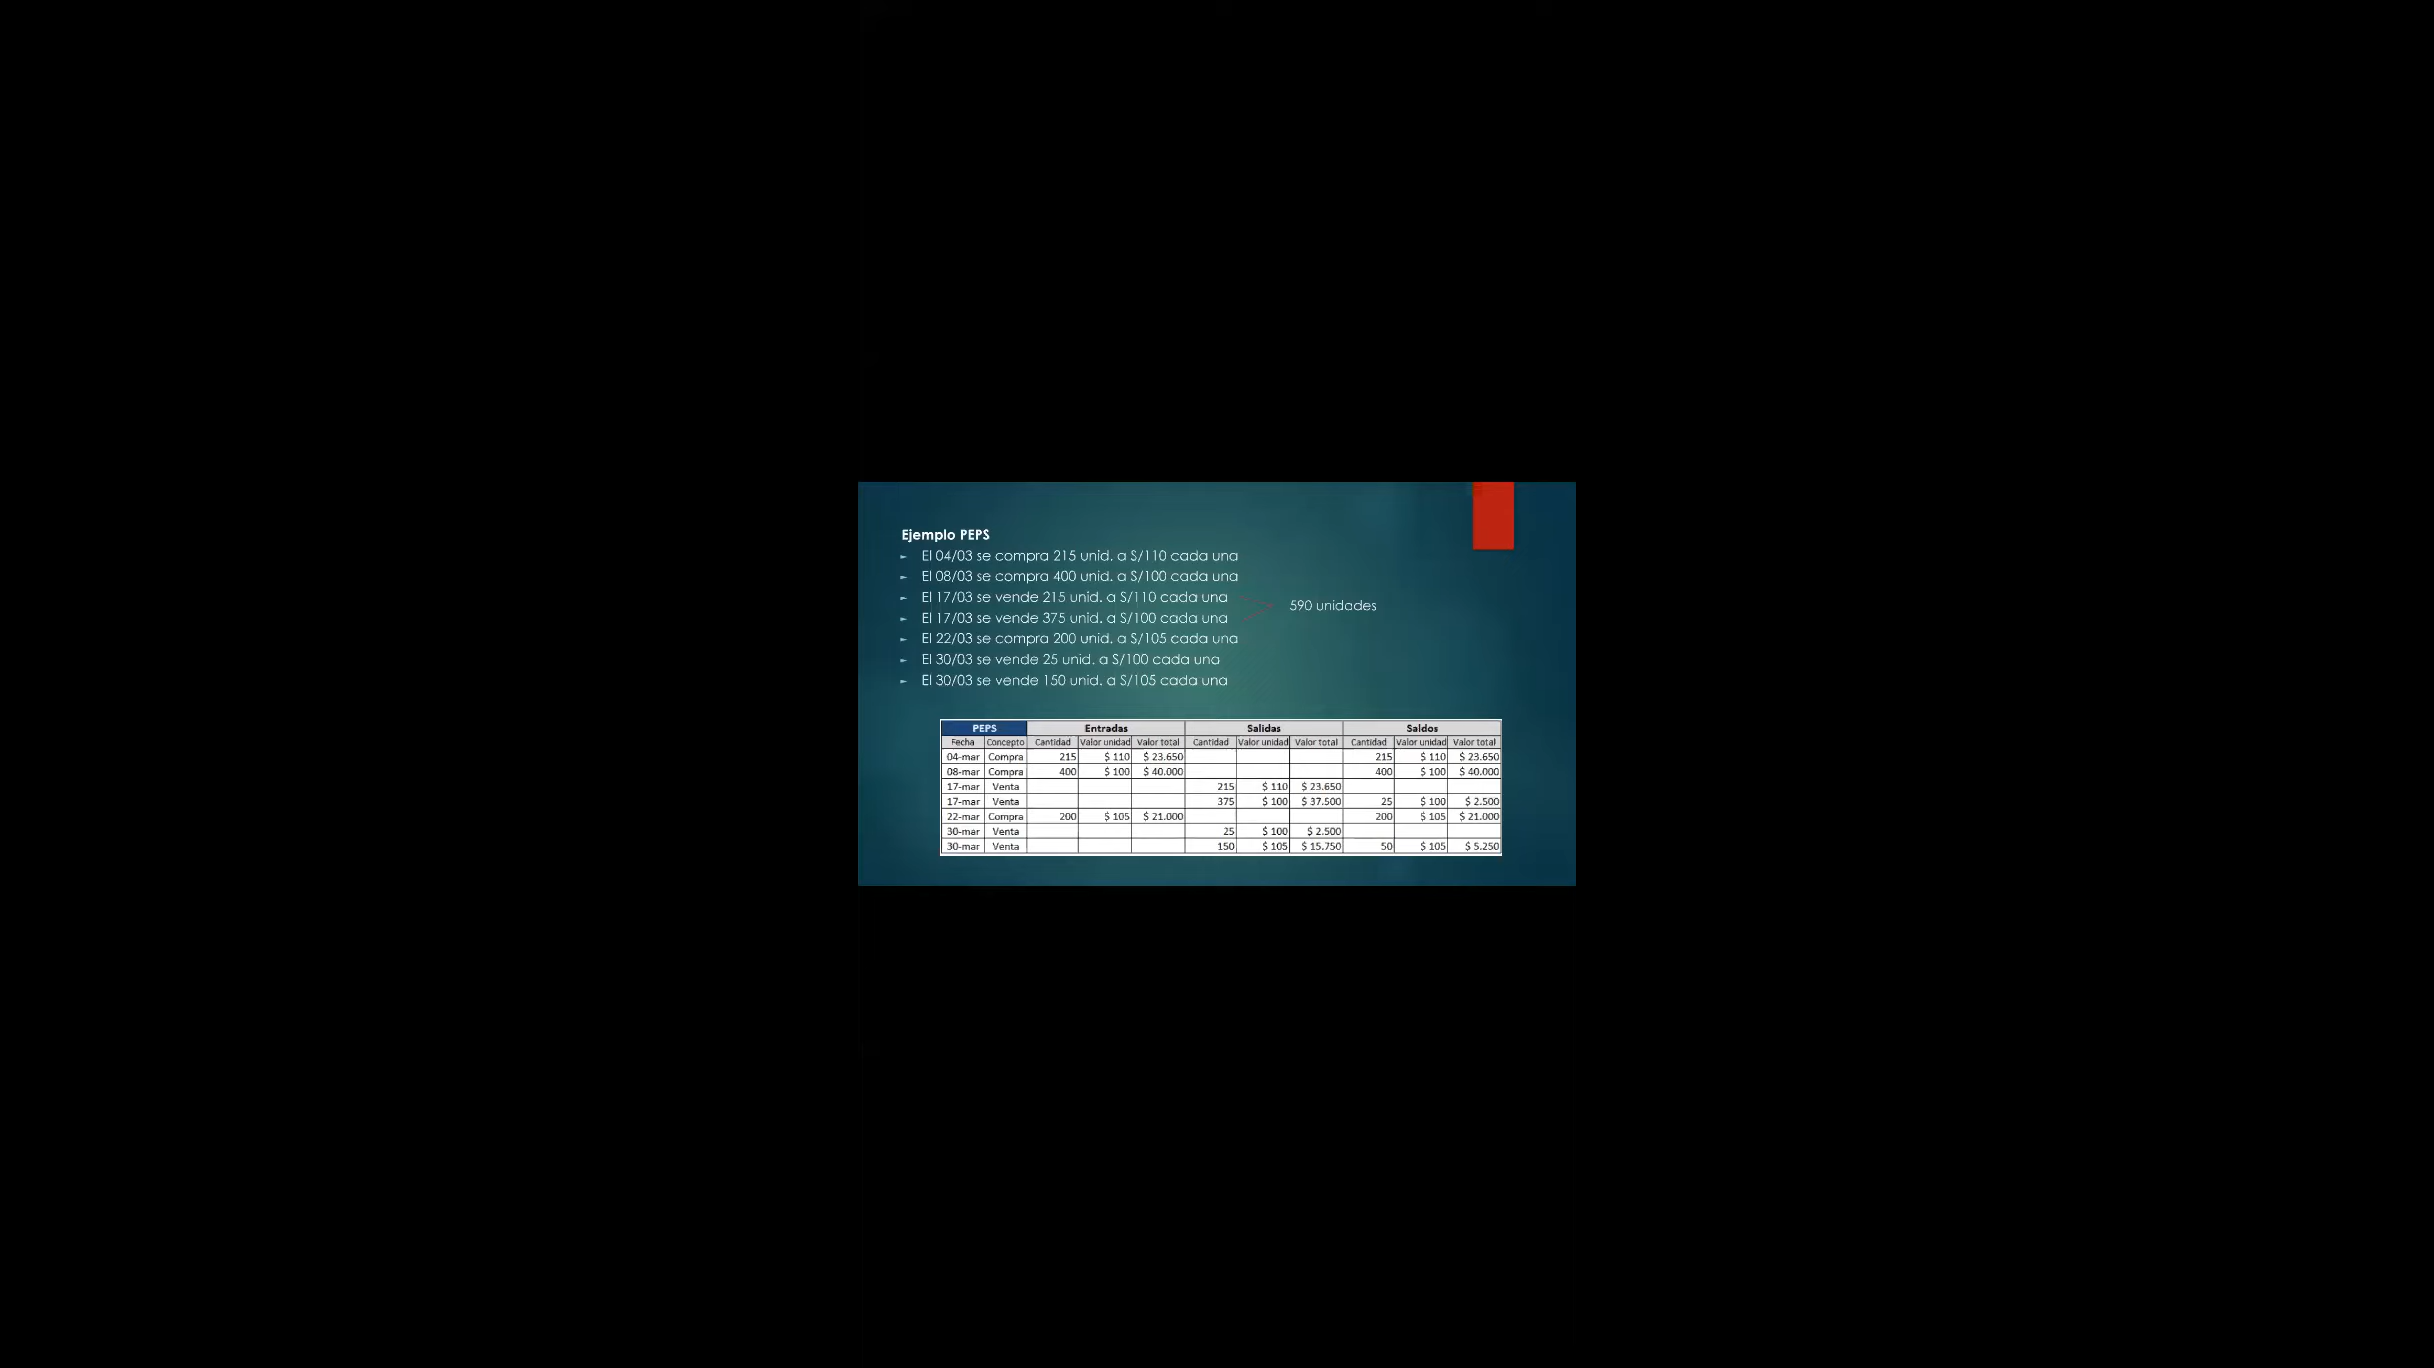 Ejemplo PEPS
► El 04/03 se compra 215 unid. a S/110 cada una
► El 08/03 se compra 400 unid. a S/100 cada una
► El 17/03 se vende 215 unid. a S/110 cada una
► El 17/03 se vende 375 unid. a S/100 cada una
590 unidades
► El 22/03 se compra 200 unid. a S/105 cada una
► El 30/03 se vende 25 unid. a S/100 cada una
► El 30/03 se vende 150 unid. a S/105 cada una
PEPS Entradas Salidas Saldos
Fecha Concepto Cantidad Valor unidad Valor total Cantidad Valor unidad Valor total Cantidad Valor unidad Valor total
04-mar Compra 215 $ 110 $ 23.650 215 $ 110 $ 23.650
08-mar Compra 400 $ 100 $ 40.000 400 $ 100 $ 40.000
17-mar Venta 215 $ 110 $ 23.650
17-mar Venta 375 $ 100 $ 37.500 25 $ 100 $ 2.500
22-mar Compra 200 $ 105 $ 21.000 200 $ 105 $ 21.000
30-mar Venta 25 $ 100 $ 2.500
30-mar Venta 150 $ 105 $ 15.750 50 $ 105 $ 5.250